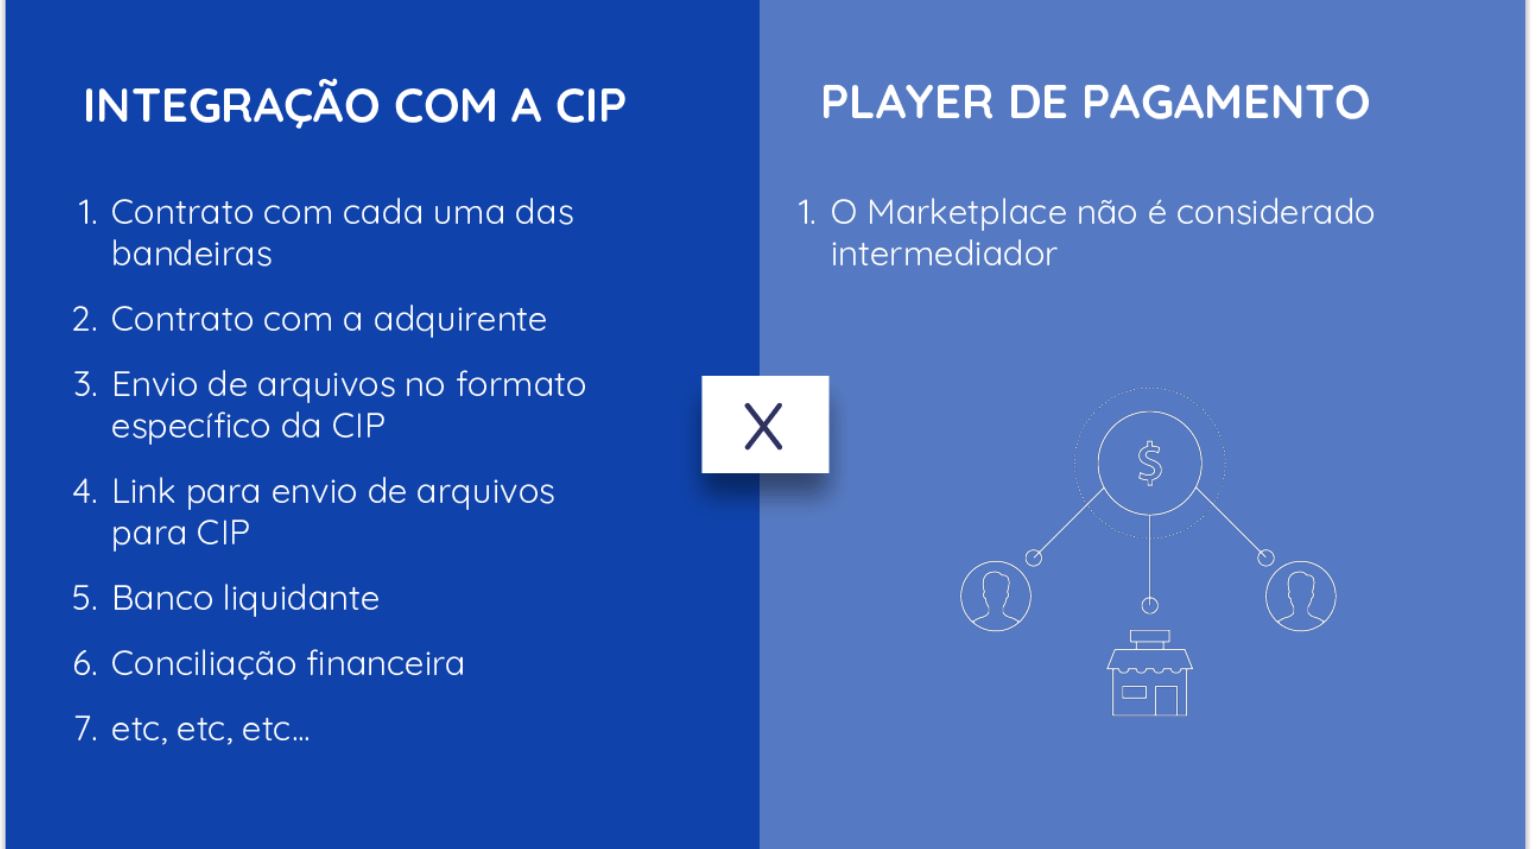 INTEGRAÇÃO COM A CIP
1. Contrato com cada uma das
bandeiras
2. Contrato com a adquirente
3. Envio de arquivos no formato
específico da CIP
4. Link para envio de arquivos
para CIP
5. Banco liquidante
6. Conciliação financeira
7. etc, etc, etc...
X
PLAYER DE PAGAMENTO
1. O Marketplace não é considerado
intermediador
$